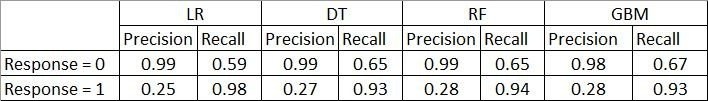 LR DT RF GBM
Precision Recall Precision Recall Precision Recall Precision Recall
Response = 0 0.99 0.59 0.99 0.65 0.99 0.65 0.98 0.67
Response = 1 0.25 0.98 0.27 0.93 0.28 0.94 0.28 0.93